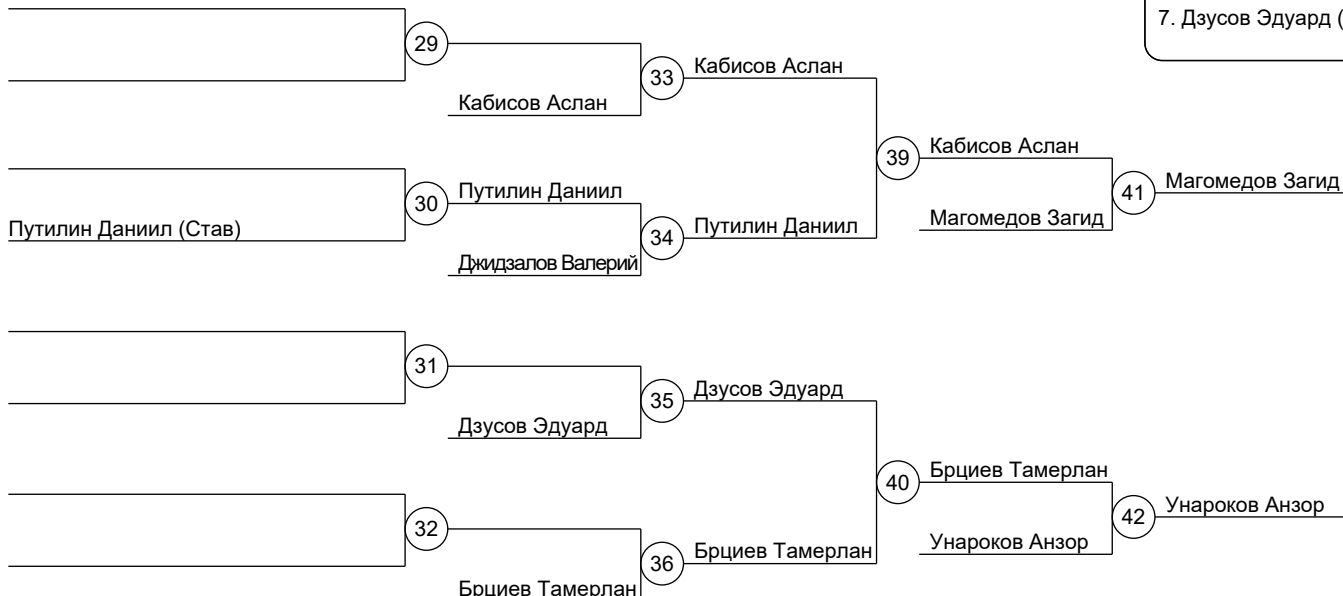 7. Дзусов Эдуард (
29
33
Кабисов Аслан
Кабисов Аслан
39
Кабисов Аслан
41
Магомедов Загид
Магомедов Загид
30
Путилин Даниил
Путилин Даниил (Став)
34
Путилин Даниил
Джидзалов Валерий
31
35
Дзусов Эдуард
Дзусов Эдуард
40
Брциев Тамерлан
42
Унароков Анзор
Унароков Анзор
32
36
Брциев Тамерлан
Брциев Тамерлан